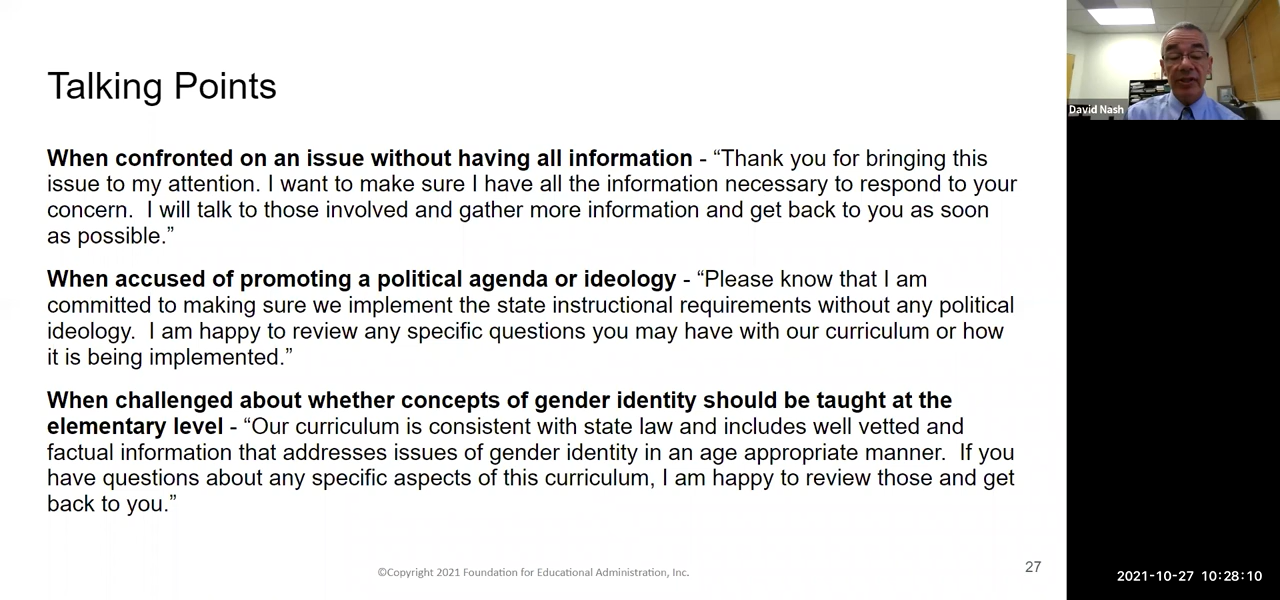 Talking Points
When confronted on an issue without having all information - “Thank you for bringing this
issue to my attention. I want to make sure I have all the information necessary to respond to your
concern.  I will talk to those involved and gather more information and get back to you as soon
as possible.”
When accused of promoting a political agenda or ideology - “Please know that I am
committed to making sure we implement the state instructional requirements without any political
ideology.  I am happy to review any specific questions you may have with our curriculum or how
it is being implemented.”
When challenged about whether concepts of gender identity should be taught at the
elementary level - “Our curriculum is consistent with state law and includes well vetted and
factual information that addresses issues of gender identity in an age appropriate manner.  If you
have questions about any specific aspects of this curriculum, I am happy to review those and get
back to you.”
©Copyright 2021 Foundation for Educational Administration, Inc.
27
David Nash
2021-10-27 10:28:10